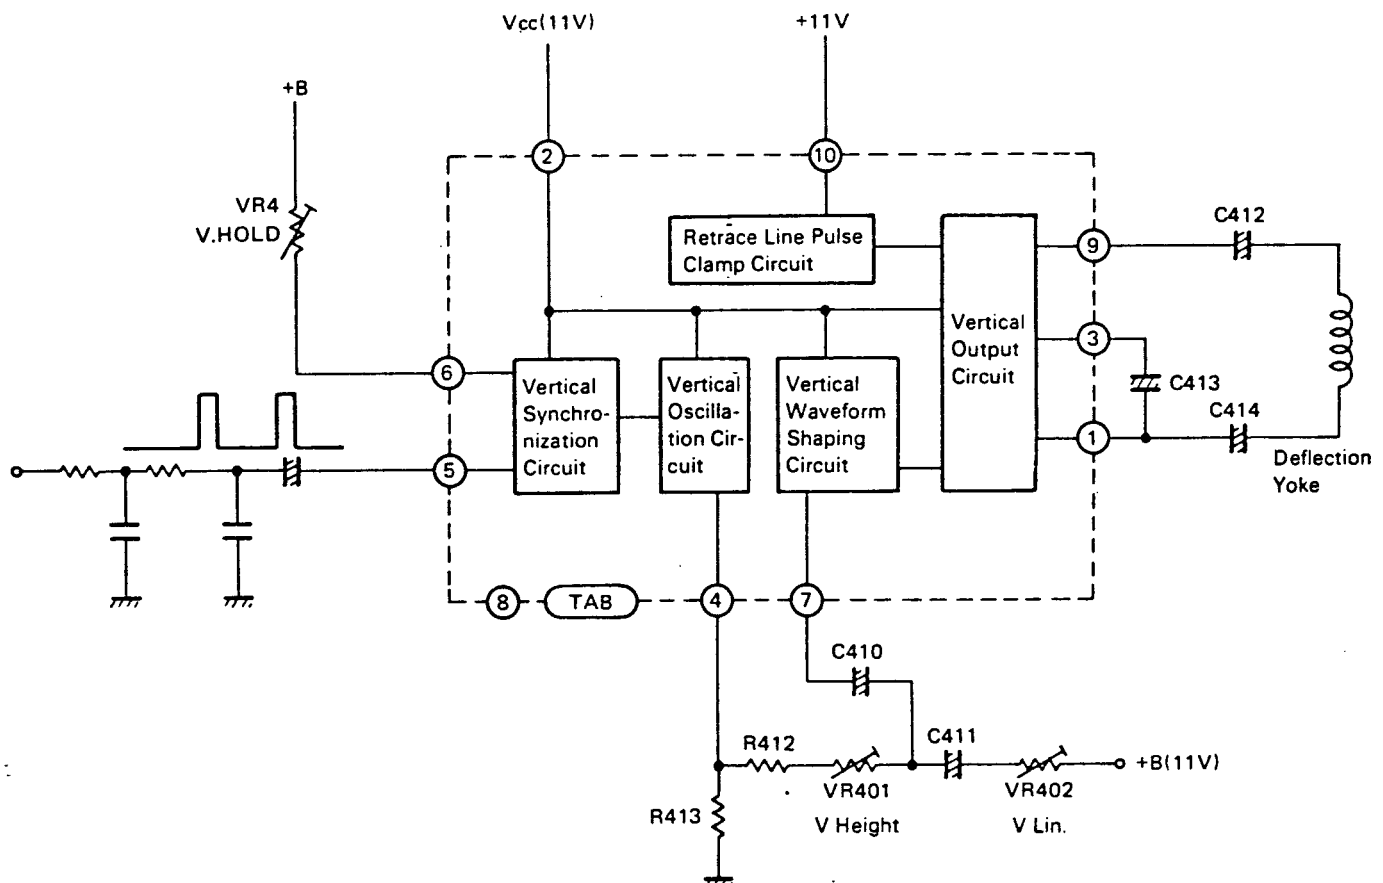 Vcc(11V)
+11V
+B
2
10
VR4
V.HOLD
Retrace Line Pulse
Clamp Circuit
9
C412
Vertical
Output
Circuit
3
C413
6
Vertical
Synchro-
nization
Circuit
Vertical
Oscilla-
tion Cir-
cuit
Vertical
Waveform
Shaping
Circuit
1
C414
Deflection
Yoke
5
8
TAB
4
7
C410
R412
VR401
V Height
C411
VR402
V Lin.
+B(11V)
R413